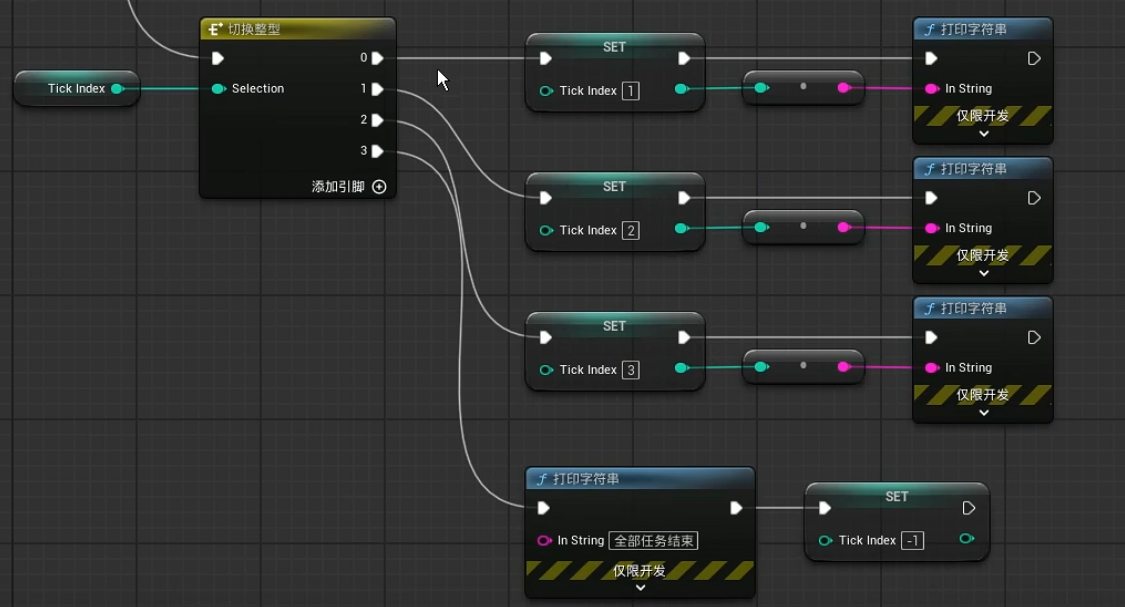 切换整型
0
Tick Index
Selection
1
2
3
添加引脚
SET
Tick Index 1
打印字符串
In String
仅限开发
SET
Tick Index 2
打印字符串
In String
仅限开发
SET
Tick Index 3
打印字符串
In String
仅限开发
打印字符串
In String 全部任务结束
仅限开发
SET
Tick Index -1